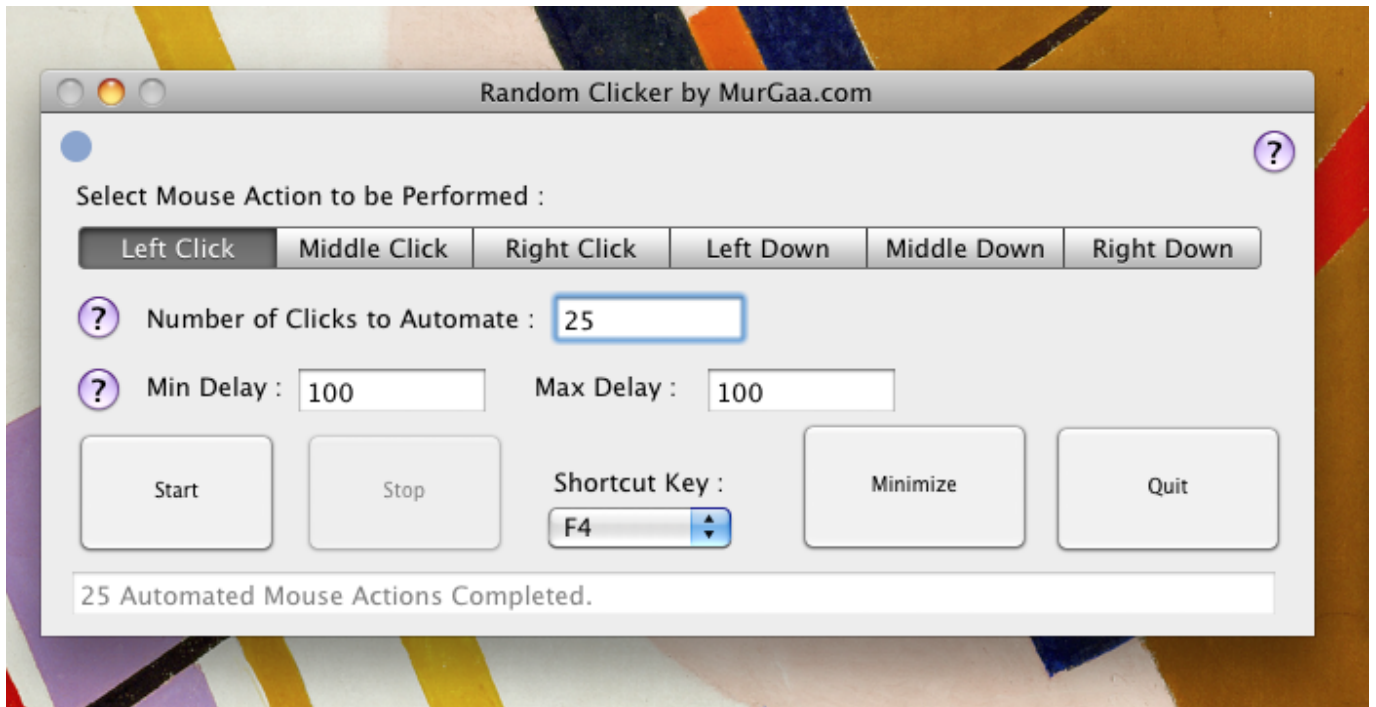 Random Clicker by MurGaa.com
?
Select Mouse Action to be Performed :
Left Click Middle Click Right Click Left Down Middle Down Right Down
? Number of Clicks to Automate : 25
? Min Delay : 100 Max Delay : 100
Start Stop Shortcut Key : Minimize Quit
F4
25 Automated Mouse Actions Completed.